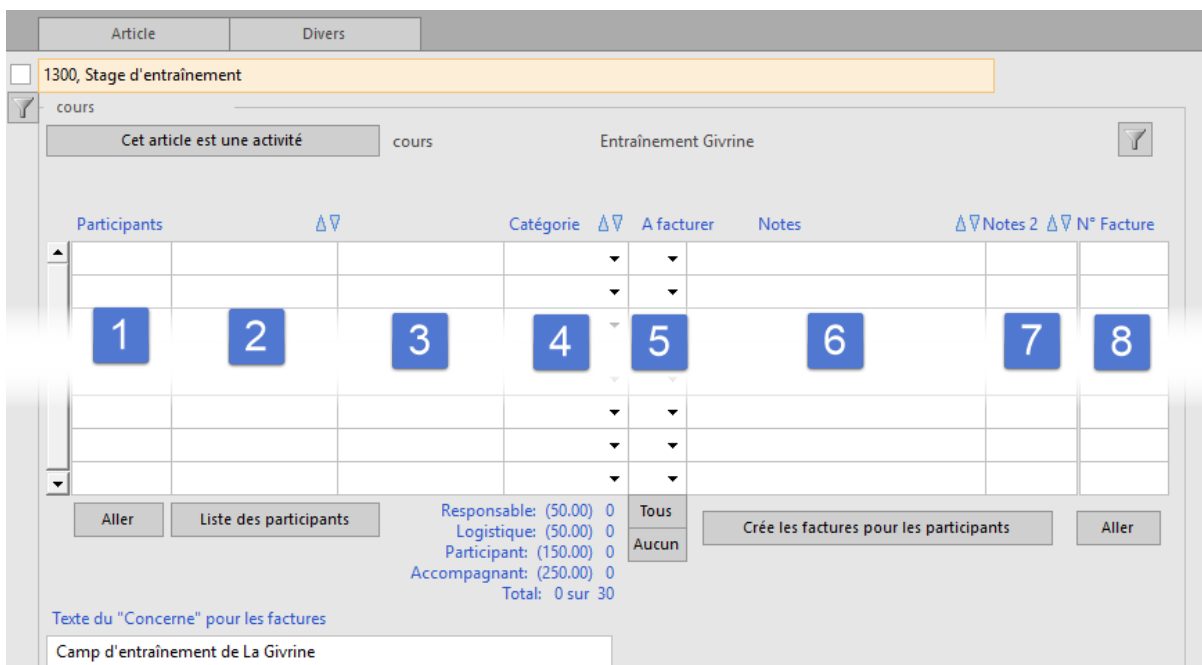 Article Divers
1300, Stage d'entraînement
cours
Cet article est une activité cours Entraînement Givrine
Participants Catégorie A facturer Notes Notes 2 N° Facture
1 2 3 4 5 6 7 8
Aller Liste des participants Responsable: (50.00) 0 Tous Crée les factures pour les participants Aller
Logistique: (50.00) 0
Participant: (150.00) 0 Aucun
Accompagnant: (250.00) 0
Total: 0 sur 30
Texte du "Concerne" pour les factures
Camp d'entraînement de La Givrine